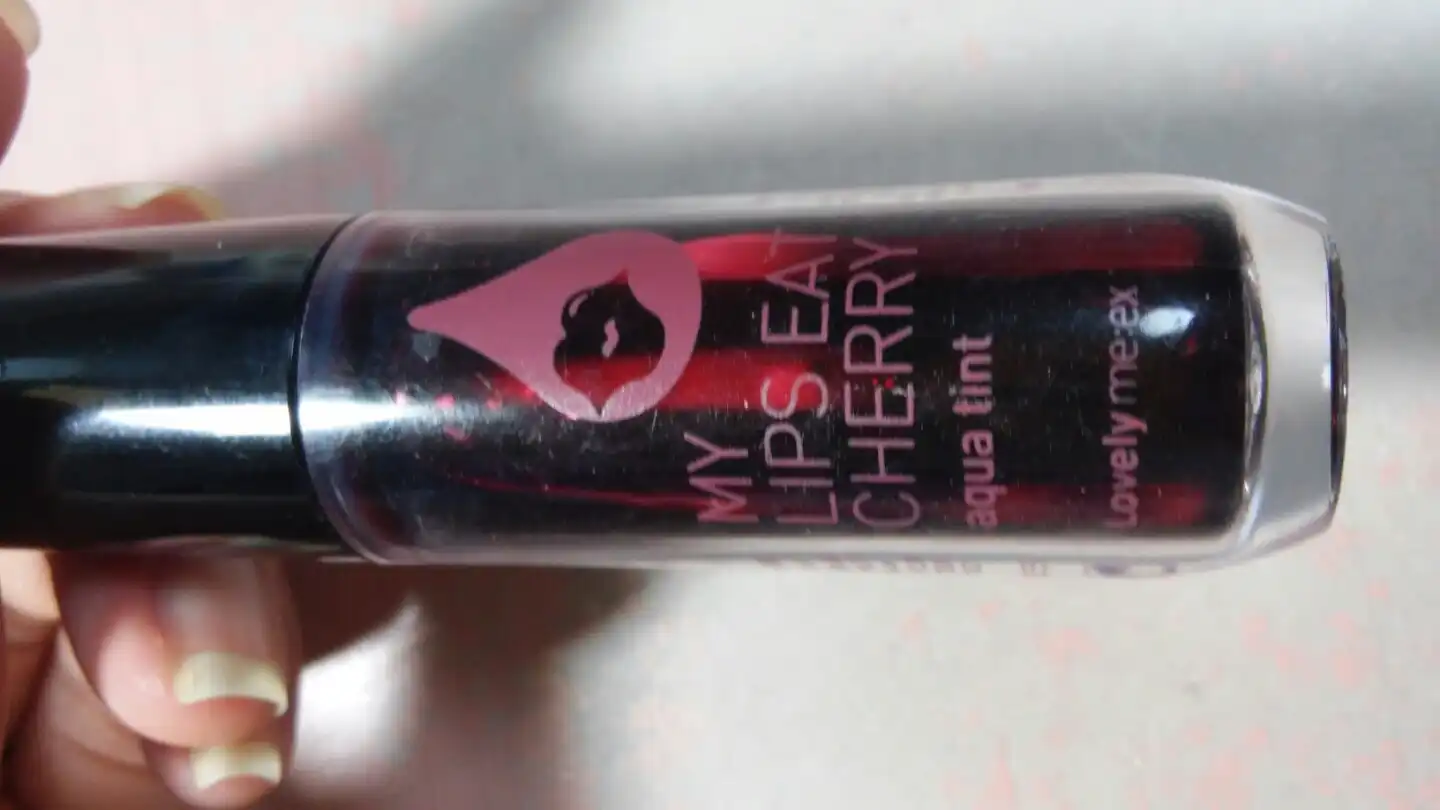 MY
LIPS EAT
CHERRY
aqua tint
Lovely me:ex